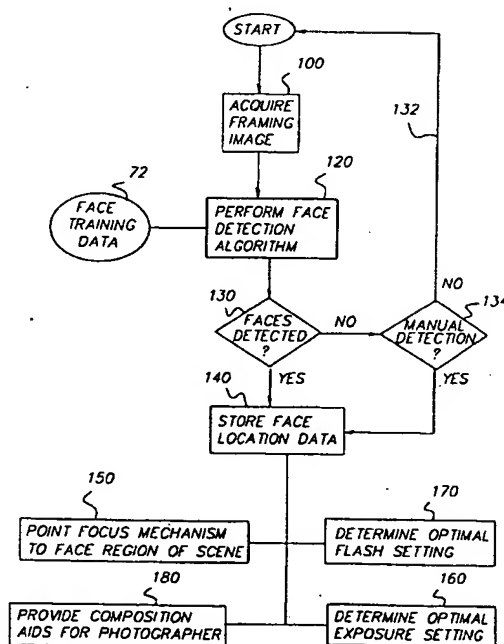 START
100
ACQUIRE
FRAMING
IMAGE
132
72
FACE
TRAINING
DATA
120
PERFORM FACE
DETECTION
ALGORITHM
130
FACES
DETECTED
?
NO
NO
134
MANUAL
DETECTION
?
YES
YES
140
STORE FACE
LOCATION DATA
150
POINT FOCUS MECHANISM
TO FACE REGION OF SCENE
170
DETERMINE OPTIMAL
FLASH SETTING
180
PROVIDE COMPOSITION
AIDS FOR PHOTOGRAPHER
160
DETERMINE OPTIMAL
EXPOSURE SETTING